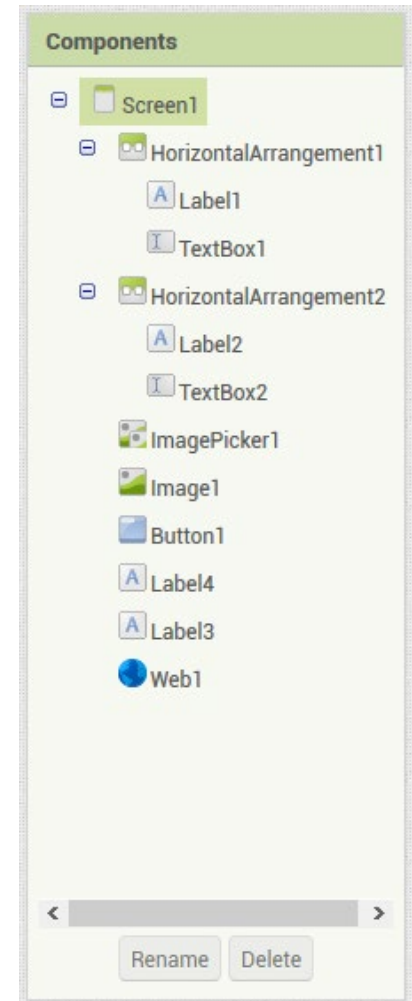 Components
Screen1
HorizontalArrangement1
Label1
TextBox1
HorizontalArrangement2
Label2
TextBox2
ImagePicker1
Image1
Button1
Label4
Label3
Web1
Rename Delete